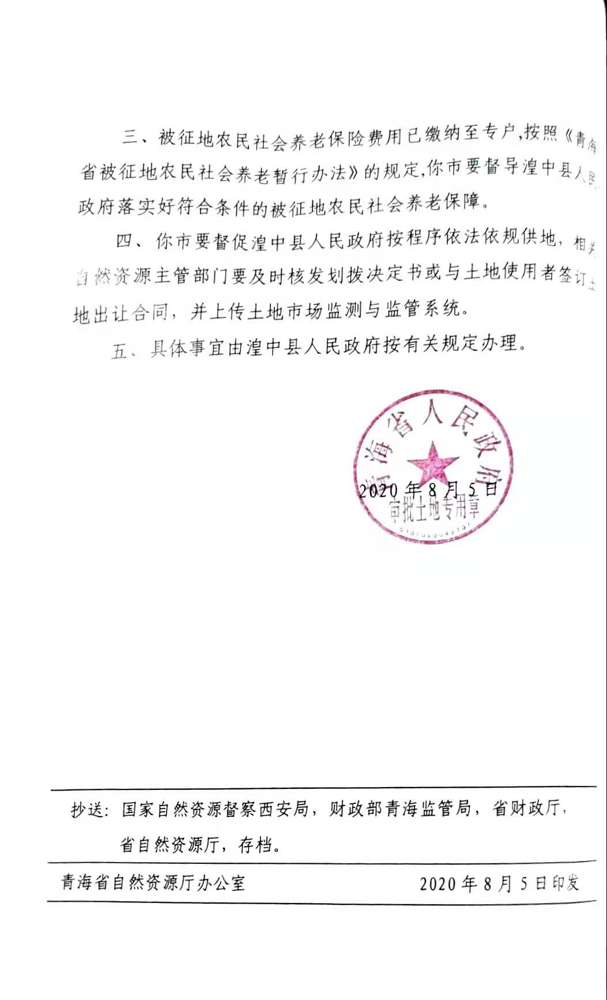 三、被征地农民社会养老保险费用已缴纳至专户,按照《青海
省被征地农民社会养老暂行办法》的规定,你市要督导湟中县人民
政府落实好符合条件的被征地农民社会养老保障。
四、你市要督促湟中县人民政府按程序依法依规供地,相关
自然资源主管部门要及时核发划拨决定书或与土地使用者签订土
地出让合同,并上传土地市场监测与监管系统。
五、具体事宜由湟中县人民政府按有关规定办理。
青海省人民政府
2020年8月5日
审批土地专用章
抄送:国家自然资源督察西安局,财政部青海监管局,省财政厅,
省自然资源厅,存档。
青海省自然资源厅办公室 2020年8月5日印发